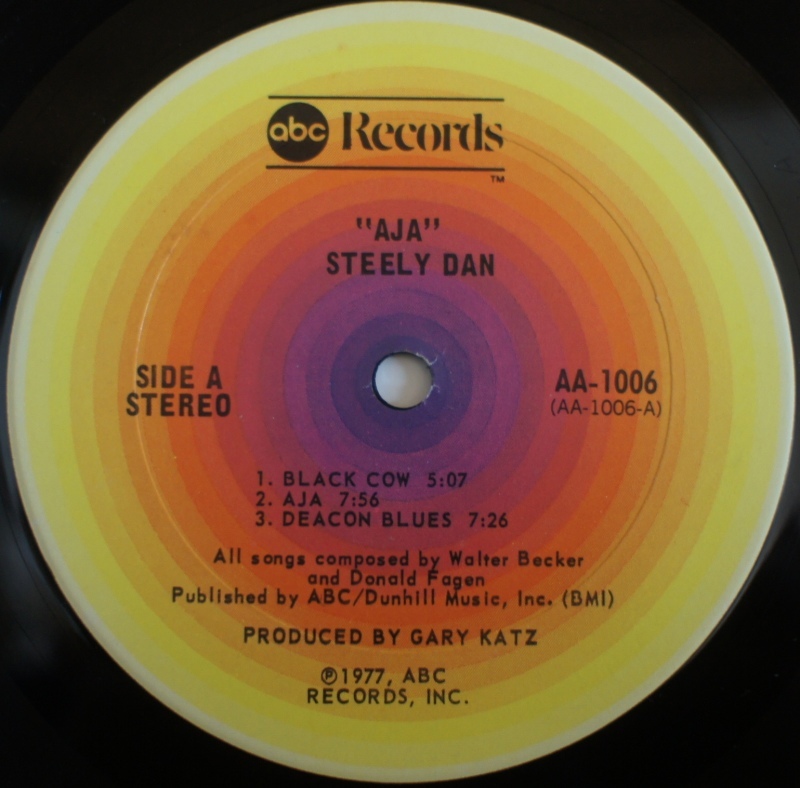 abc Records
TM
"AJA"
STEELY DAN
SIDE A
STEREO
AA-1006
(AA-1006-A)
1. BLACK COW 5:07
2. AJA 7:56
3. DEACON BLUES 7:26
All songs composed by Walter Becker
and Donald Fagen
Published by ABC/Dunhill Music, Inc. (BMI)
PRODUCED BY GARY KATZ
℗1977, ABC
RECORDS, INC.